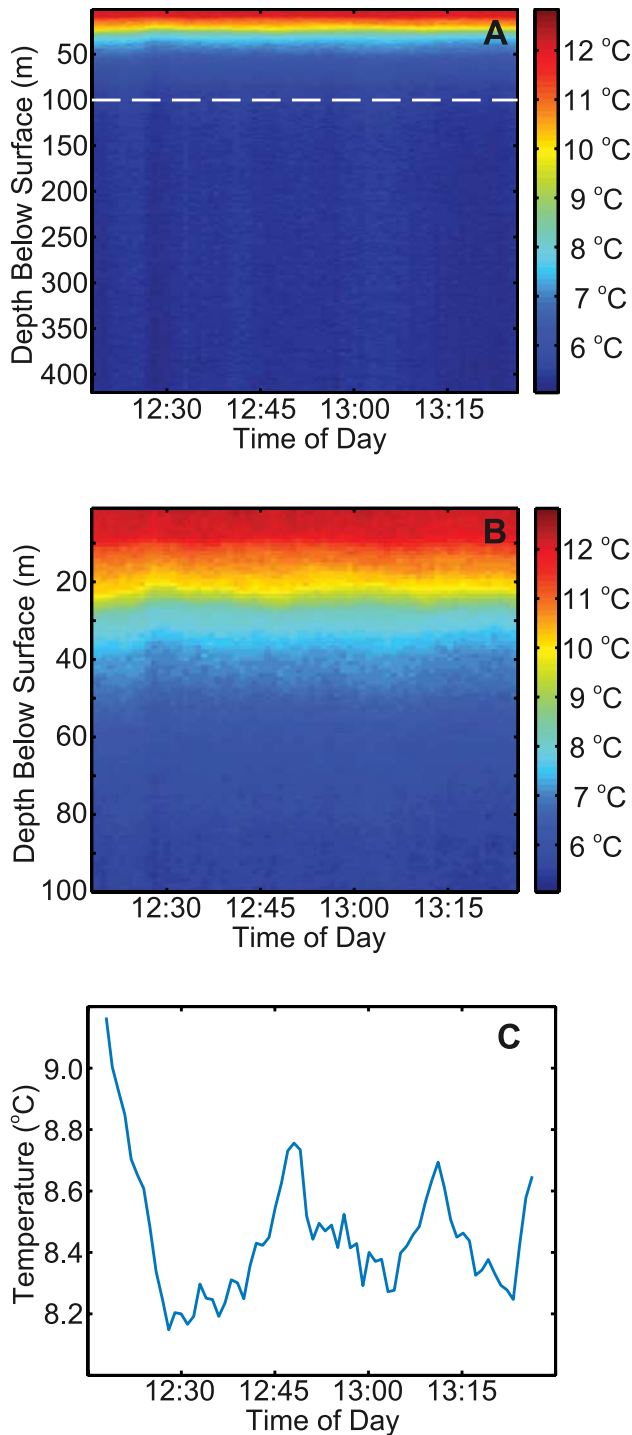 A
50
100
150
200
250
300
350
400
Depth Below Surface (m)
12:30 12:45 13:00 13:15
Time of Day
12 °C
11 °C
10 °C
9 °C
8 °C
7 °C
6 °C
B
20
40
60
80
100
Depth Below Surface (m)
12:30 12:45 13:00 13:15
Time of Day
12 °C
11 °C
10 °C
9 °C
8 °C
7 °C
6 °C
C
9.0
8.8
8.6
8.4
8.2
Temperature (°C)
12:30 12:45 13:00 13:15
Time of Day